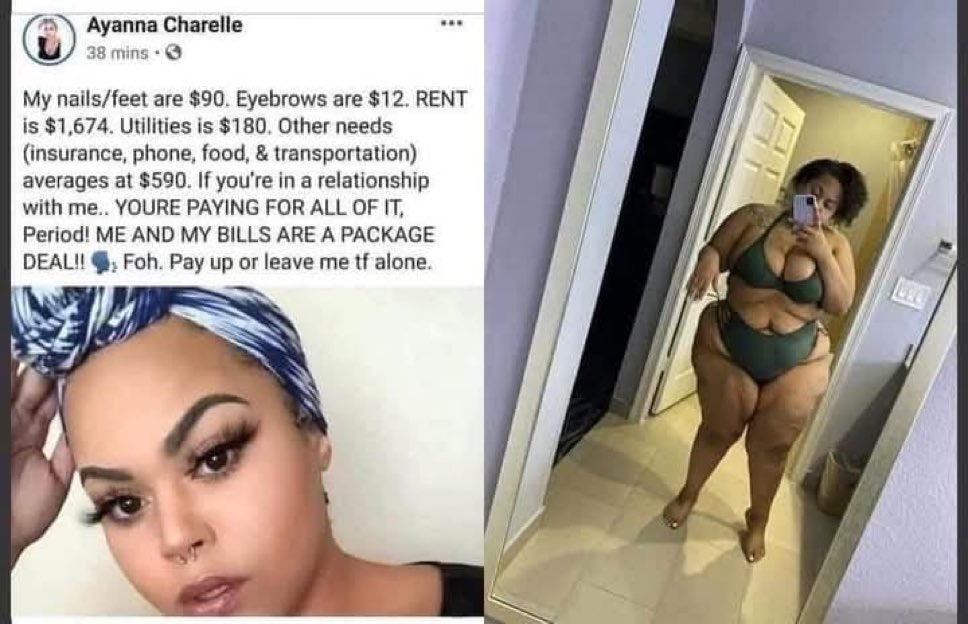 Ayanna Charelle
38 mins ·
My nails/feet are $90. Eyebrows are $12. RENT
is $1,674. Utilities is $180. Other needs
(insurance, phone, food, & transportation)
averages at $590. If you're in a relationship
with me.. YOURE PAYING FOR ALL OF IT,
Period! ME AND MY BILLS ARE A PACKAGE
DEAL!! 🗣️; Foh. Pay up or leave me tf alone.